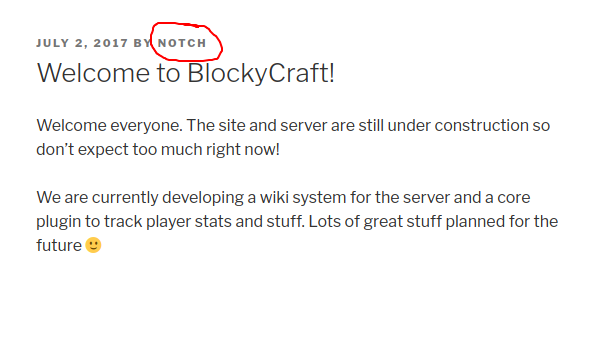 JULY 2, 2017 BY NOTCH
Welcome to BlockyCraft!
Welcome everyone. The site and server are still under construction so
don't expect too much right now!
We are currently developing a wiki system for the server and a core
plugin to track player stats and stuff. Lots of great stuff planned for the
future 🙂